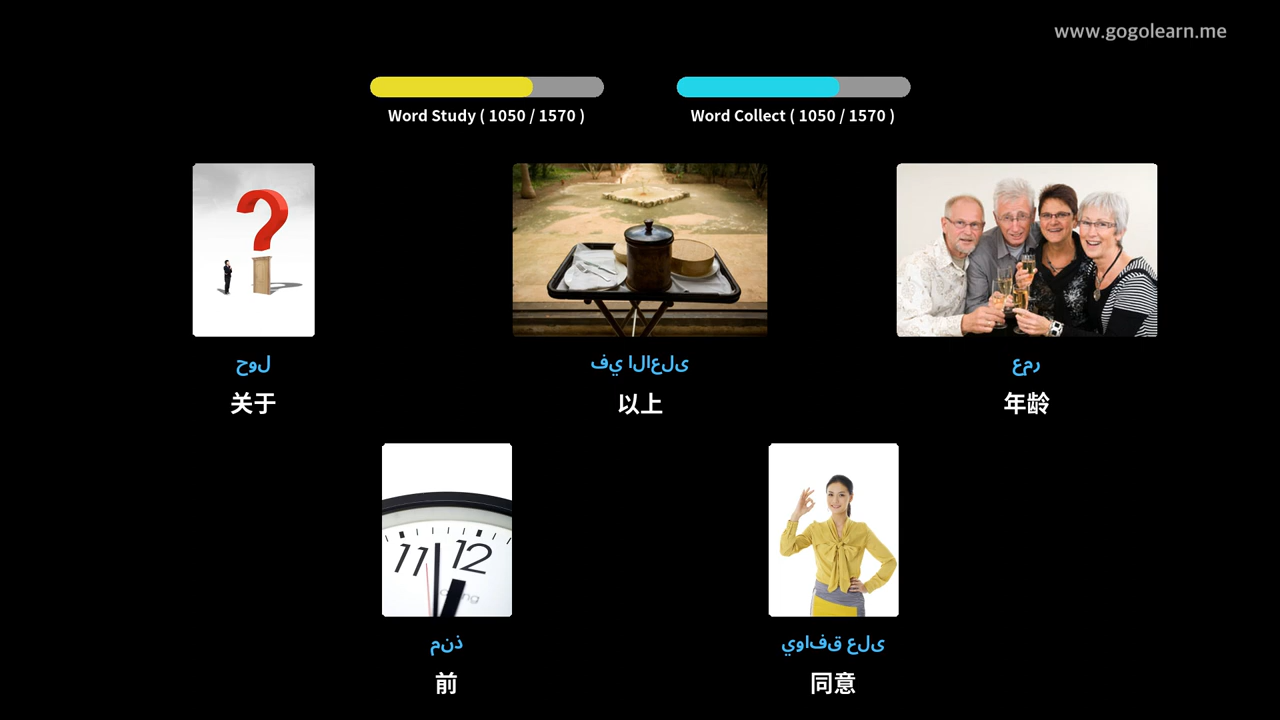 www.gogolearn.me
Word Study ( 1050 / 1570 )
Word Collect ( 1050 / 1570 )
حول
في الاعلى
عمر
关于
以上
年龄
منذ
يوافق على
前
同意